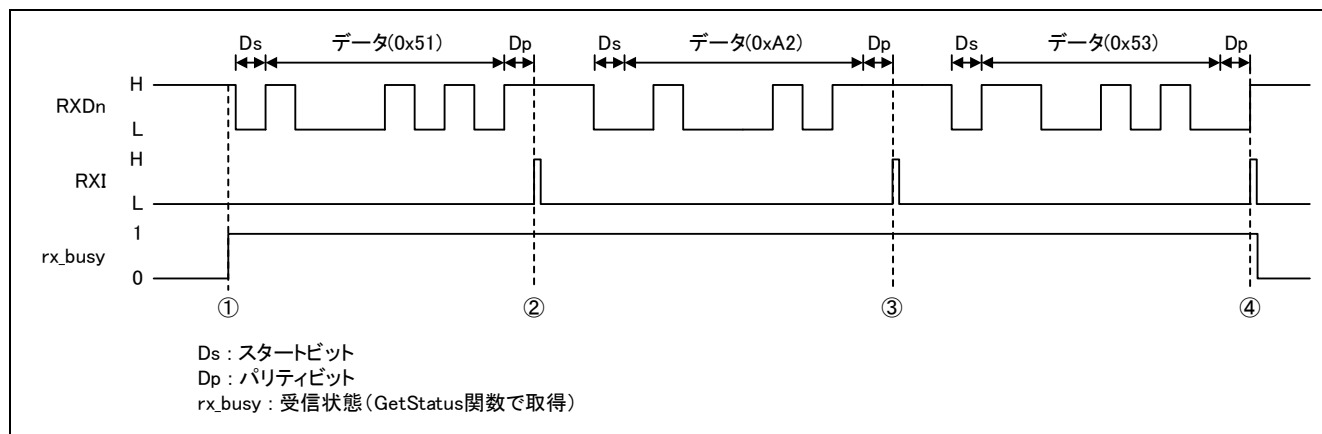 Ds データ(0x51) Dp Ds データ(0xA2) Dp Ds データ(0x53) Dp
H
RXDn
L
H
RXI
L
1
rx_busy
0
① ② ③ ④
Ds : スタートビット
Dp : パリティビット
rx_busy : 受信状態(GetStatus関数で取得)